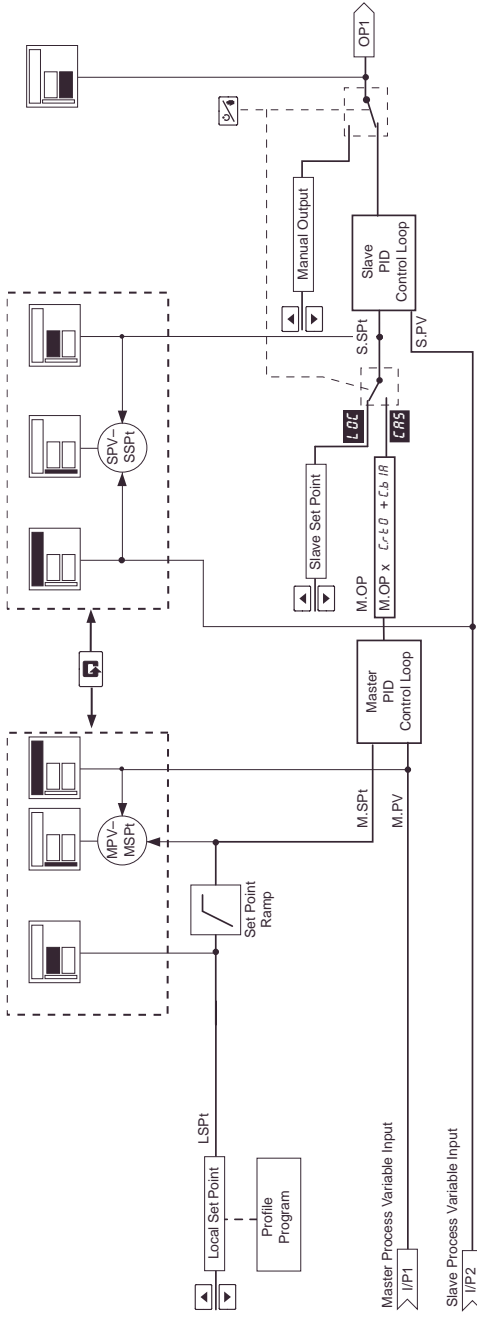 LSPt
Local Set Point
Profile
Program
Set Point
Ramp
MPV–
MSPt
M.SPt
M.PV
Master Process Variable Input
I/P1
Slave Process Variable Input
I/P2
Master
PID
Control Loop
M.OP
M.OP x C.rtO + C.bIA
Slave Set Point
LOC
CAS
SPV–
SSPt
S.SPt
S.PV
Slave
PID
Control Loop
Manual Output
OP1